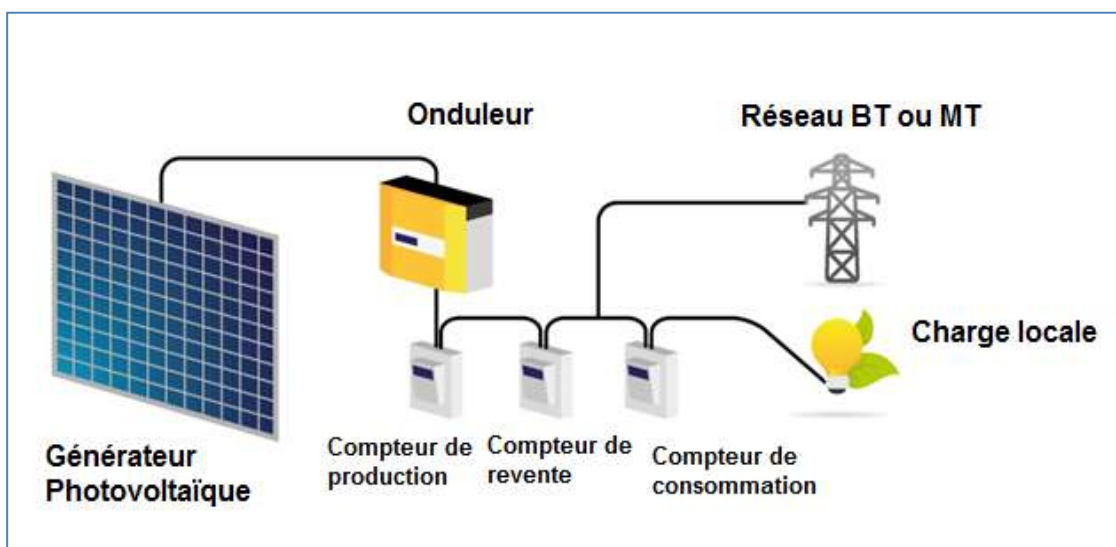 Onduleur
Réseau BT ou MT
Charge locale
Générateur
Photovoltaïque
Compteur de
production
Compteur de
revente
Compteur de
consommation